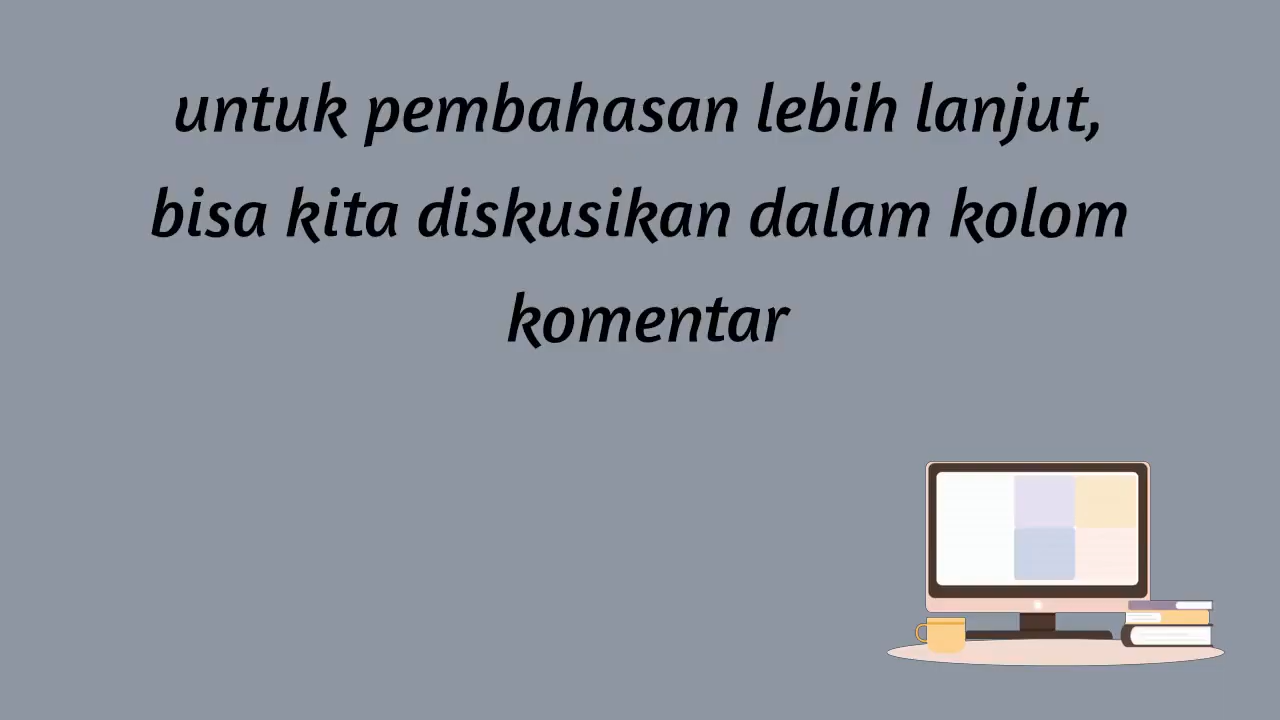 untuk pembahasan lebih lanjut,
bisa kita diskusikan dalam kolom
komentar